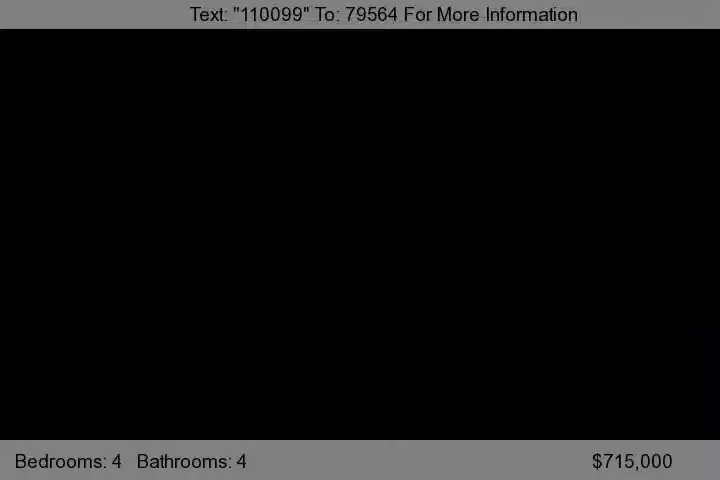 Text: "110099" To: 79564 For More Information
Bedrooms: 4 Bathrooms: 4 $715,000